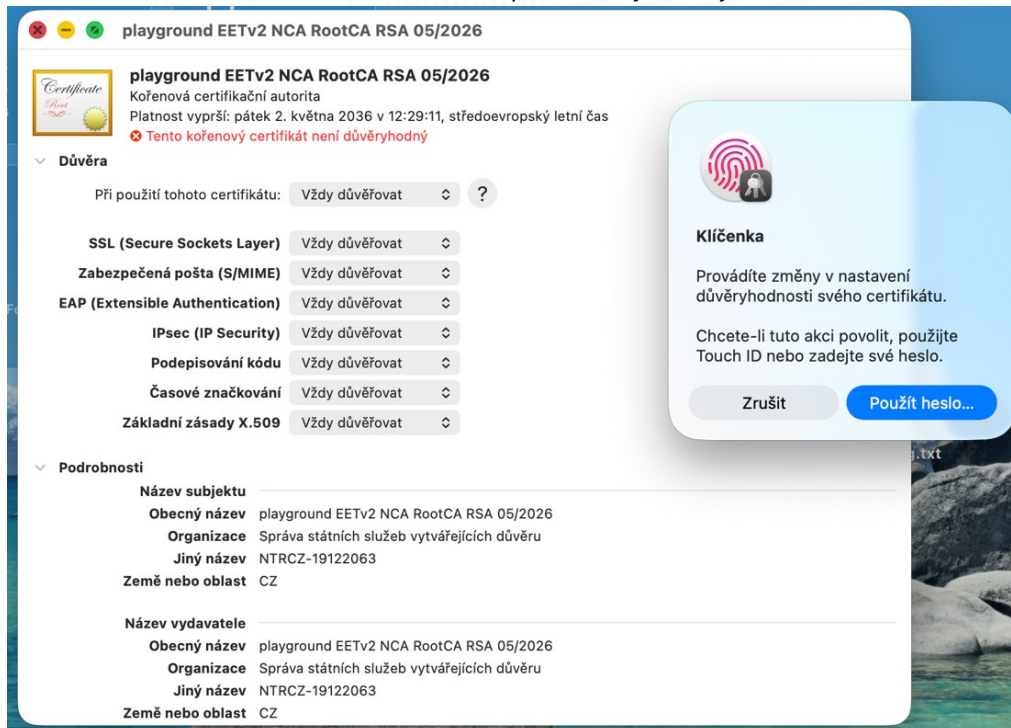 playground EETv2 NCA RootCA RSA 05/2026
Certificate
Root
playground EETv2 NCA RootCA RSA 05/2026
Kořenová certifikační autorita
Platnost vyprší: pátek 2. května 2036 v 12:29:11, středoevropský letní čas
Tento kořenový certifikát není důvěryhodný
Důvěra
Při použití tohoto certifikátu: Vždy důvěřovat ?
SSL (Secure Sockets Layer) Vždy důvěřovat
Zabezpečená pošta (S/MIME) Vždy důvěřovat
EAP (Extensible Authentication) Vždy důvěřovat
IPsec (IP Security) Vždy důvěřovat
Podepisování kódu Vždy důvěřovat
Časové značkování Vždy důvěřovat
Základní zásady X.509 Vždy důvěřovat
Podrobnosti
Název subjektu
Obecný název playground EETv2 NCA RootCA RSA 05/2026
Organizace Správa státních služeb vytvářejících důvěru
Jiný název NTRCZ-19122063
Země nebo oblast CZ
Název vydavatele
Obecný název playground EETv2 NCA RootCA RSA 05/2026
Organizace Správa státních služeb vytvářejících důvěru
Jiný název NTRCZ-19122063
Země nebo oblast CZ
Klíčenka
Provádíte změny v nastavení
důvěryhodnosti svého certifikátu.
Chcete-li tuto akci povolit, použijte
Touch ID nebo zadejte své heslo.
Zrušit
Použít heslo...